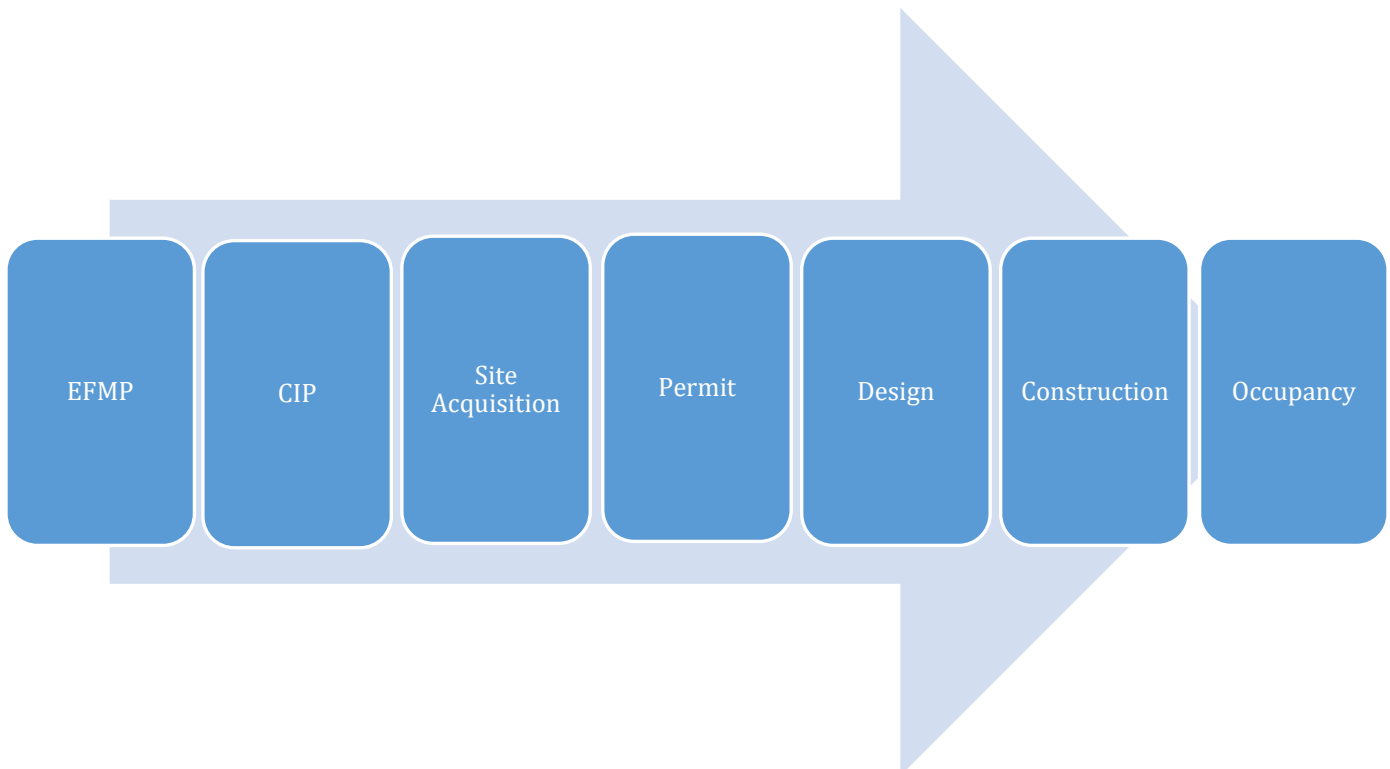 EFMP
CIP
Site
Acquisition
Permit
Design
Construction
Occupancy